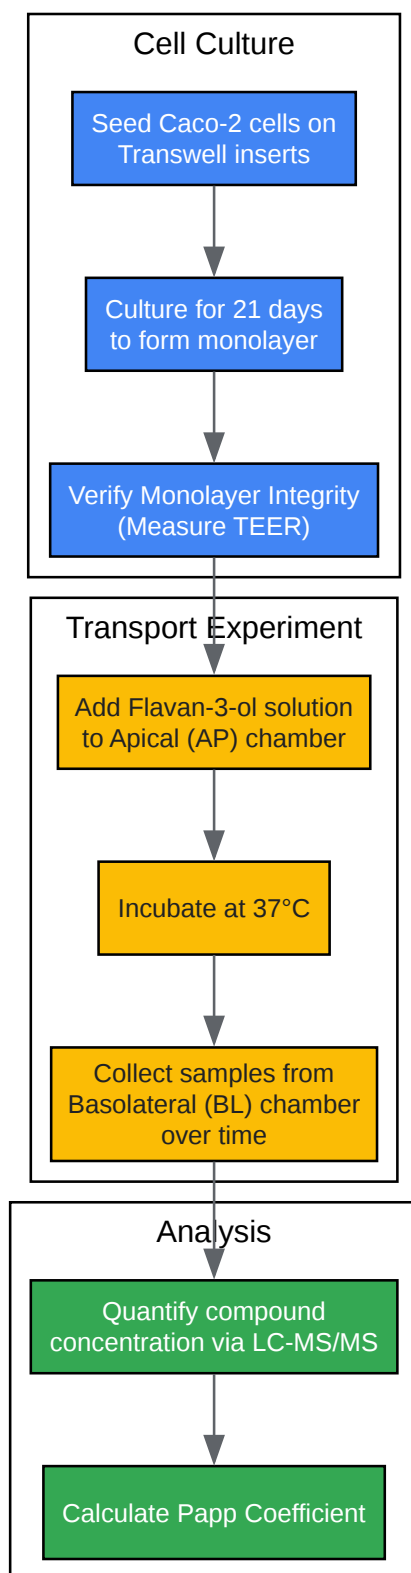 Cell Culture
Seed Caco-2 cells on
Transwell inserts
Culture for 21 days
to form monolayer
Verify Monolayer Integrity
(Measure TEER)
Transport Experiment
Add Flavan-3-ol solution
to Apical (AP) chamber
Incubate at 37°C
Collect samples from
Basolateral (BL) chamber
over time
Analysis
Quantify compound
concentration via LC-MS/MS
Calculate Papp Coefficient